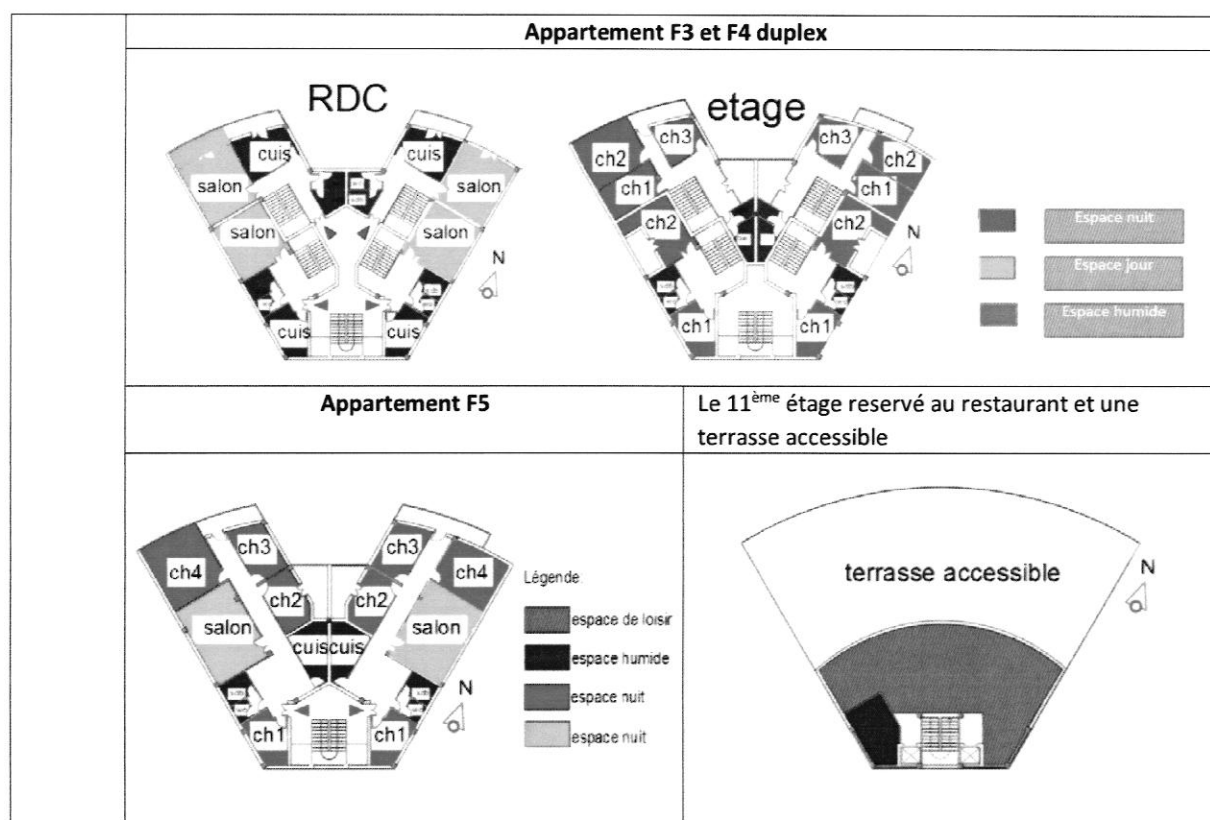 Appartement F3 et F4 duplex
RDC
etage
cuis
cuis
salon
salon
salon
salon
cuis
cuis
N
ch3
ch3
ch2
ch2
ch1
ch1
ch2
ch2
ch1
ch1
N
Espace nuit
Espace jour
Espace humide
Appartement F5
Le 11ème étage reservé au restaurant et une
terrasse accessible
ch3
ch3
ch4
ch4
ch2
ch2
salon
salon
cuis
cuis
ch1
ch1
N
Légende
espace de loisir
espace humide
espace nuit
espace nuit
terrasse accessible
N